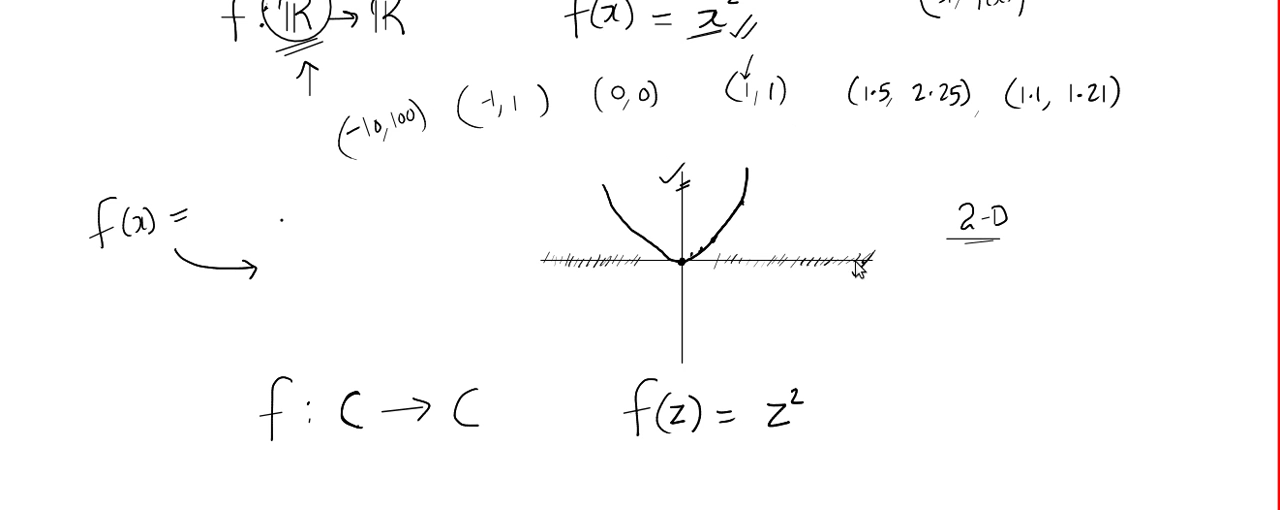 f : ℝ → ℝ f(x) = x²
(-10,100) (-1,1) (0,0) (1,1) (1.5, 2.25), (1.1, 1.21)
f(x) =
2-D
f : C → C f(z) = z²